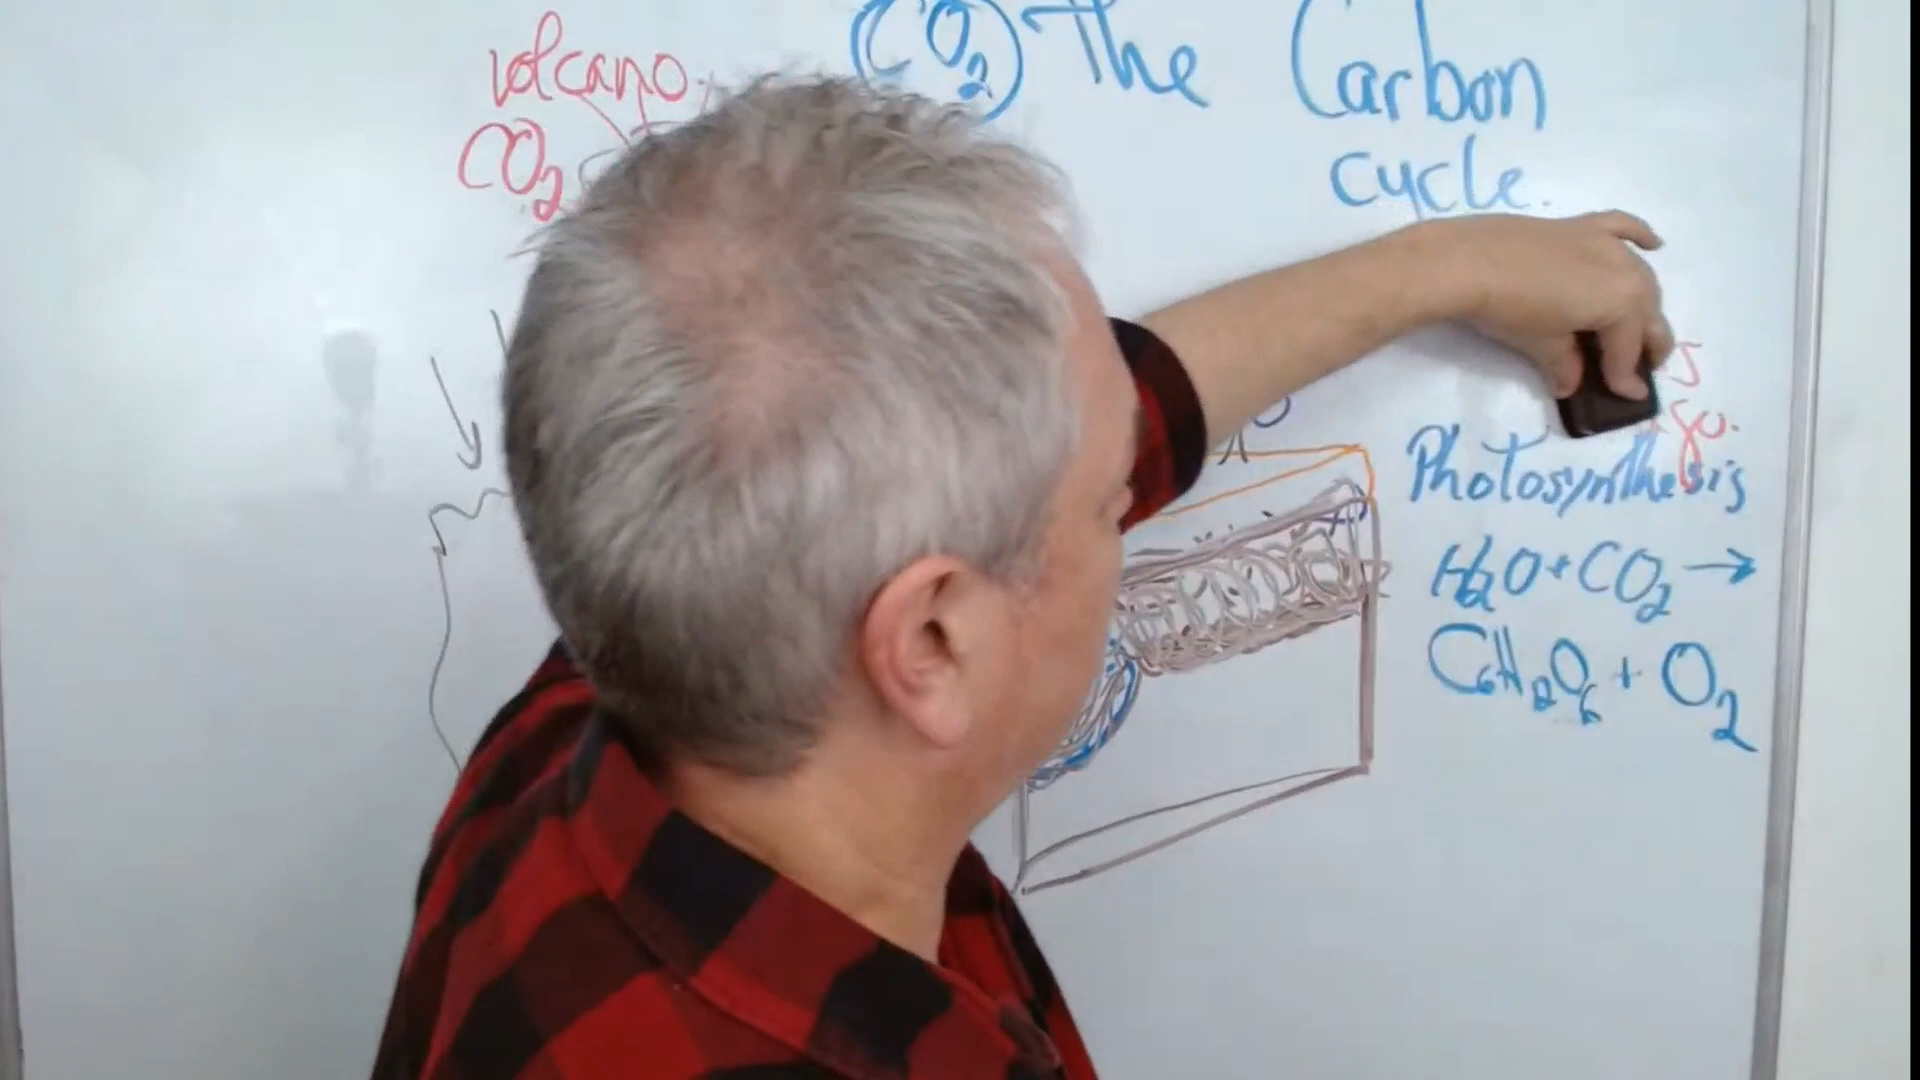 volcano.
CO₂
CO₂ The Carbon
cycle.
Photosynthesis
H₂O + CO₂ →
C₆H₁₂O₆ + O₂